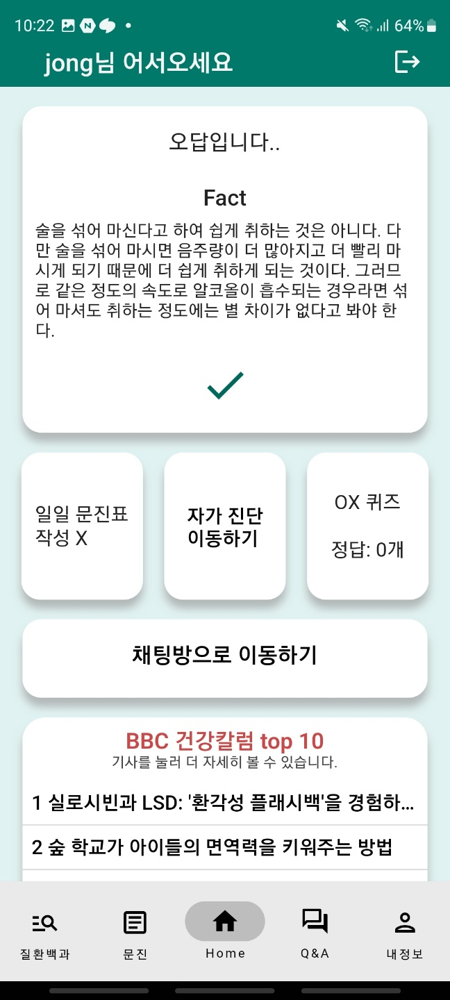 10:22
64%
jong님 어서오세요
오답입니다..
Fact
술을 섞어 마신다고 하여 쉽게 취하는 것은 아니다. 다
만 술을 섞어 마시면 음주량이 더 많아지고 더 빨리 마
시게 되기 때문에 더 쉽게 취하게 되는 것이다. 그러므
로 같은 정도의 속도로 알코올이 흡수되는 경우라면 섞
어 마셔도 취하는 정도에는 별 차이가 없다고 봐야 한
다.
일일 문진표
작성 X
자가 진단
이동하기
OX 퀴즈
정답: 0개
채팅방으로 이동하기
BBC 건강칼럼 top 10
기사를 눌러 더 자세히 볼 수 있습니다.
1 실로시빈과 LSD: '환각성 플래시백'을 경험하...
2 숲 학교가 아이들의 면역력을 키워주는 방법
질환백과
문진
Home
Q&A
내정보